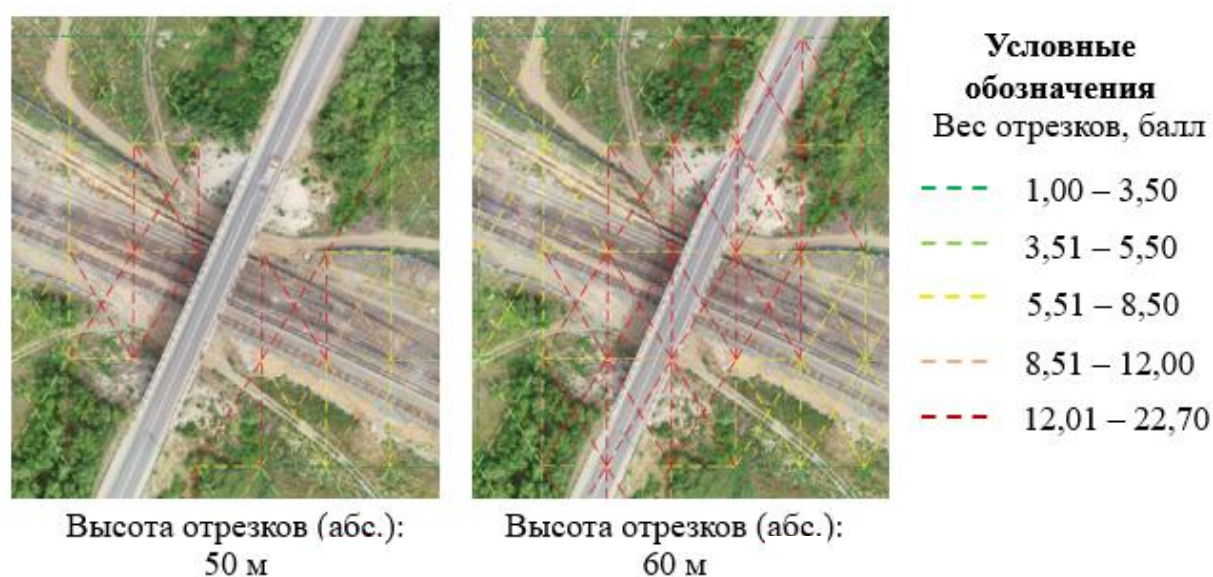 Условные
обозначения
Вес отрезков, балл
1,00 – 3,50
3,51 – 5,50
5,51 – 8,50
8,51 – 12,00
12,01 – 22,70
Высота отрезков (абс.):
50 м
Высота отрезков (абс.):
60 м